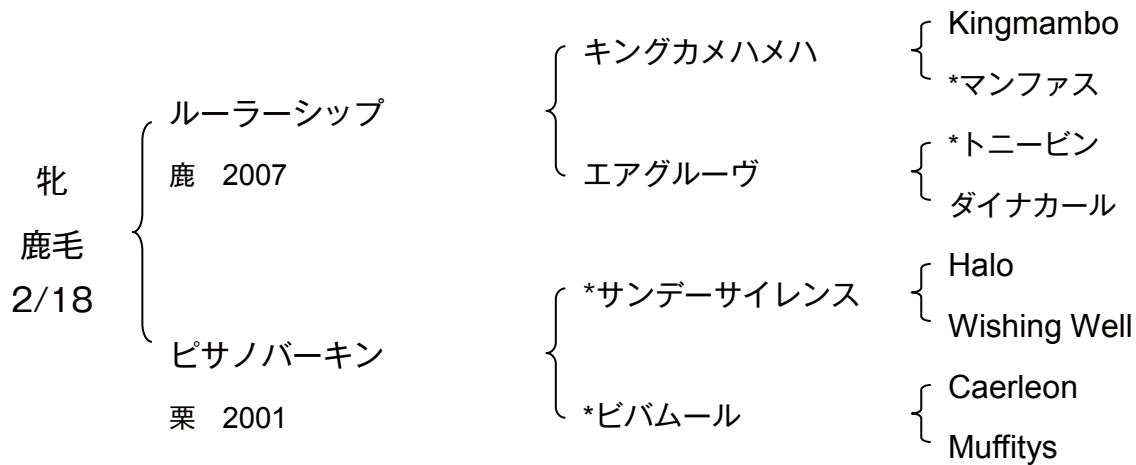 牝
鹿毛
2/18
ルーラーシップ
鹿 2007
ピサノバーキン
栗 2001
キングカメハメハ
エアグルーヴ
*サンデーサイレンス
*ビバムール
Kingmambo
*マンファス
*トニービン
ダイナカール
Halo
Wishing Well
Caerleon
Muffitys